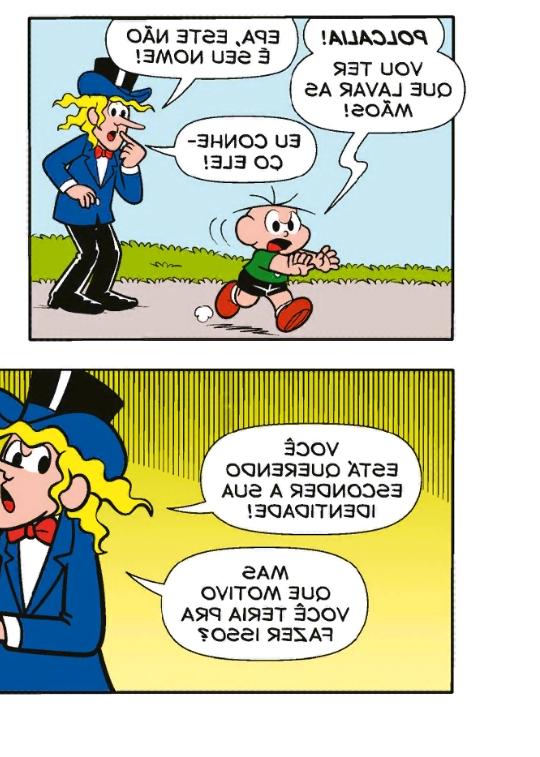 POLCALIA!
VOU TER
QUE LAVAR AS
MÃOS!
EPA, ESTE NÃO
É SEU NOME!
EU CONHE-
ÇO ELE!
VOCÊ
ESTÁ QUERENDO
ESCONDER A SUA
IDENTIDADE!
MAS
QUE MOTIVO
VOCÊ TERIA PRA
FAZER ISSO?